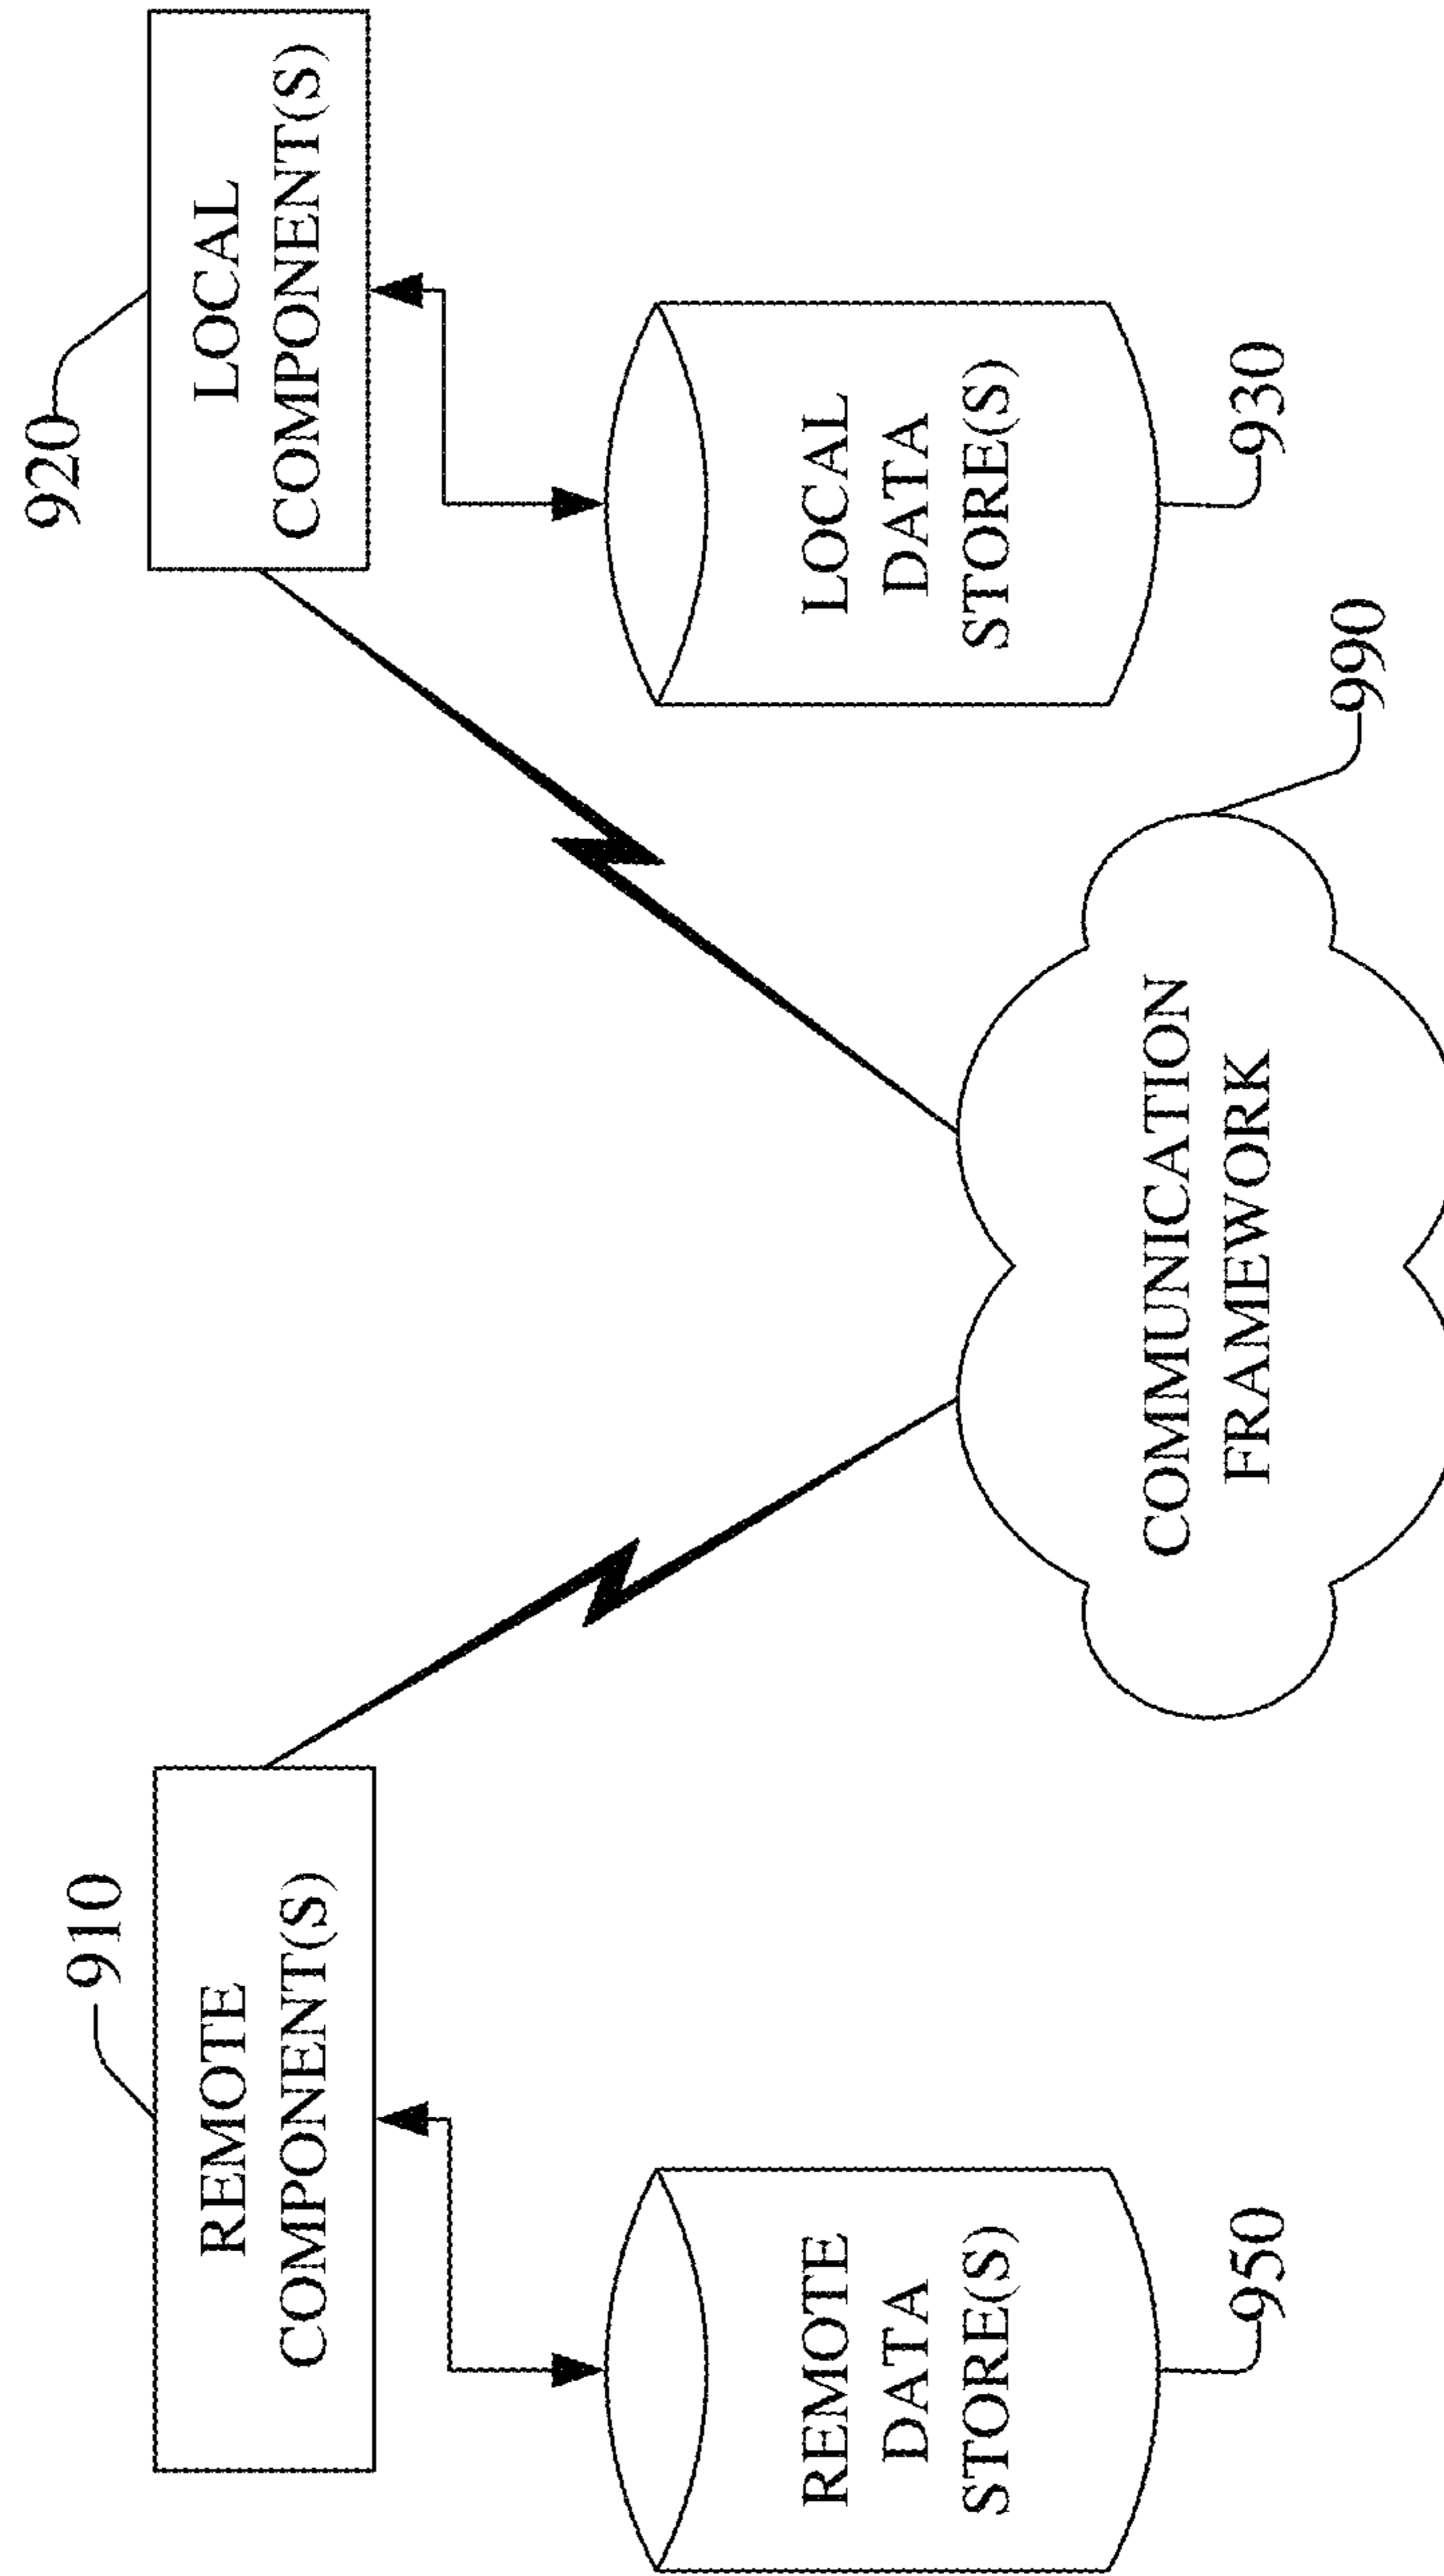 910
REMOTE
COMPONENT(S)
920
LOCAL
COMPONENT(S)
REMOTE
DATA
STORE(S)
950
LOCAL
DATA
STORE(S)
930
COMMUNICATION
FRAMEWORK
990